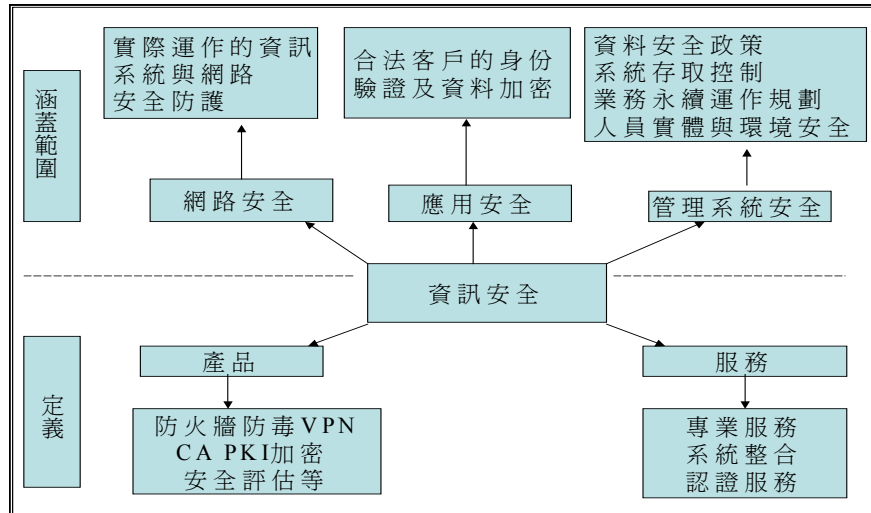 涵蓋範圍
實際運作的資訊
系統與網路
安全防護
合法客戶的身份
驗證及資料加密
資料安全政策
系統存取控制
業務永續運作規劃
人員實體與環境安全
網路安全
應用安全
管理系統安全
資訊安全
定義
產品
服務
防火牆防毒VPN
CA PKI加密
安全評估等
專業服務
系統整合
認證服務